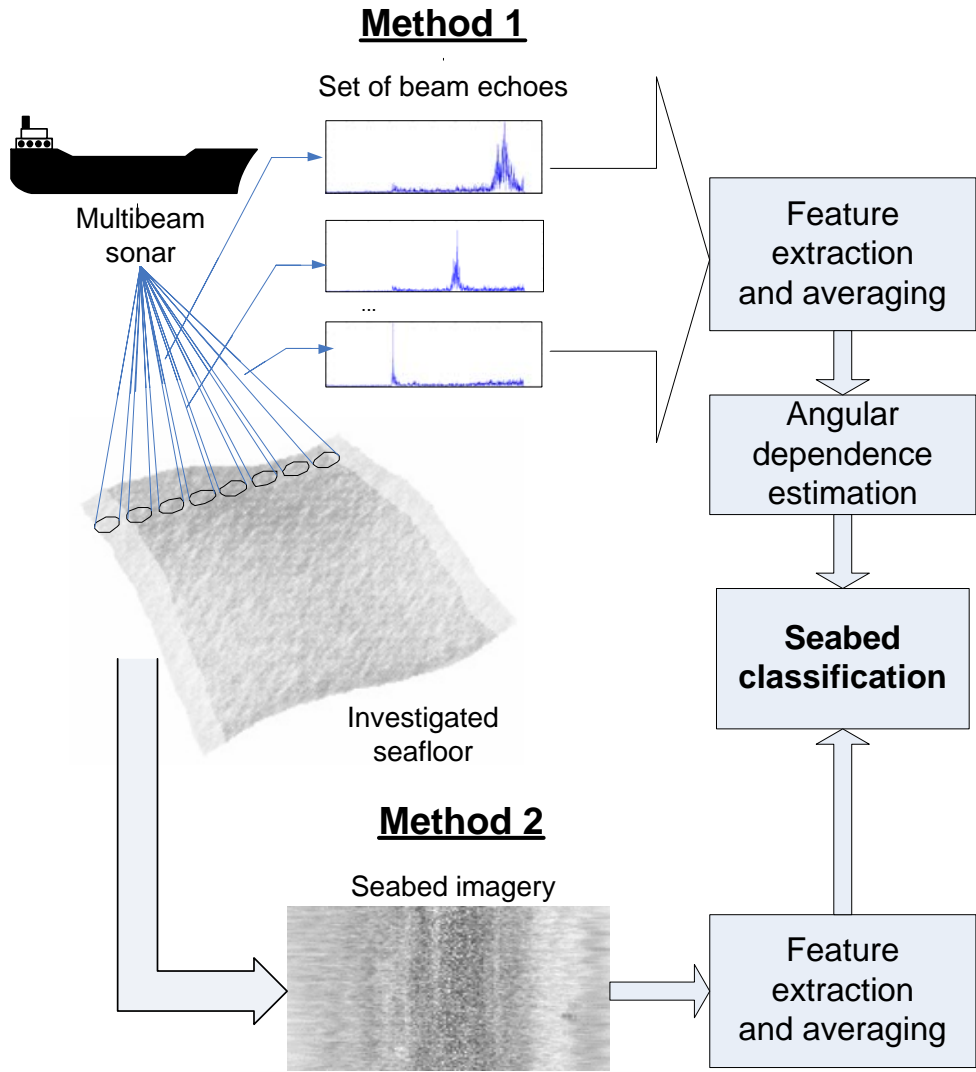 Method 1
Set of beam echoes
Multibeam
sonar
...
Feature
extraction
and averaging
Angular
dependence
estimation
Seabed
classification
Investigated
seafloor
Method 2
Seabed imagery
Feature
extraction
and averaging